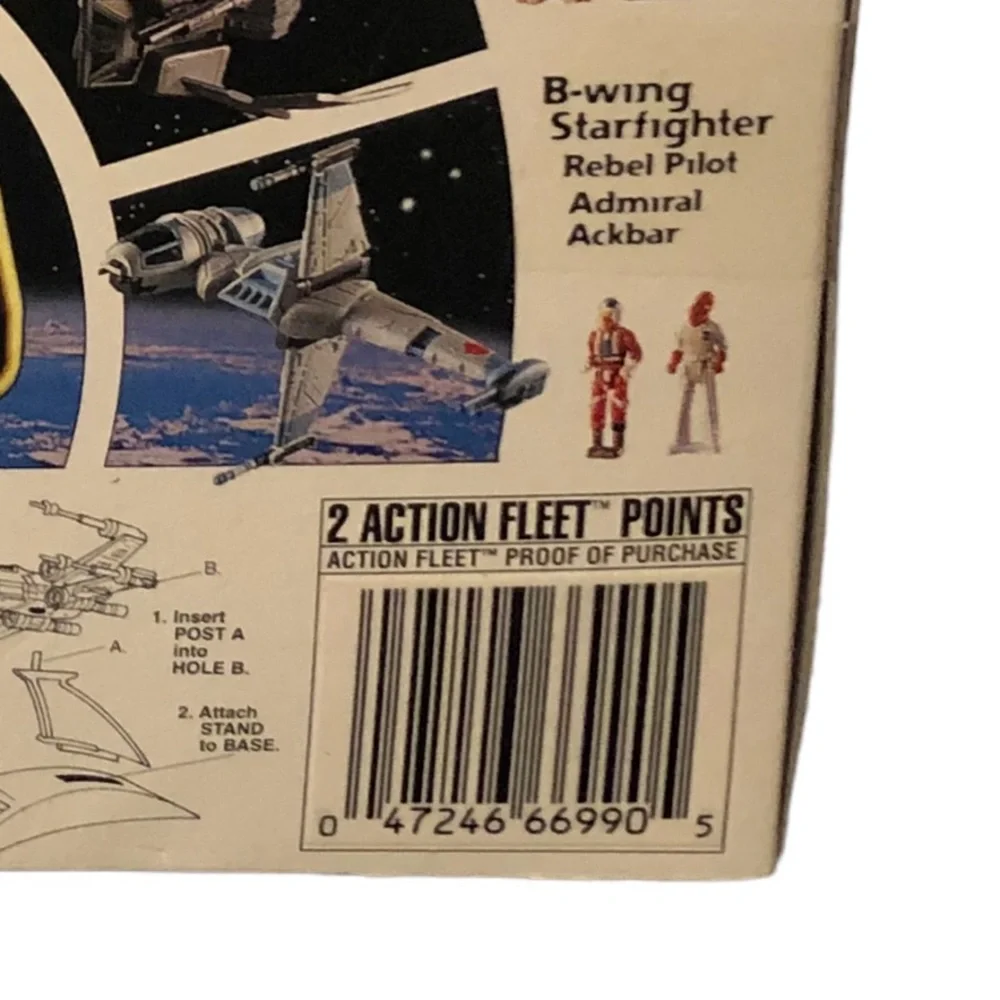 B-wing
Starfighter
Rebel Pilot
Admiral
Ackbar
2 ACTION FLEET™ POINTS
ACTION FLEET™ PROOF OF PURCHASE
B.
1. Insert
POST A
into
HOLE B.
A.
2. Attach
STAND
to BASE.
0 47246 66990 5